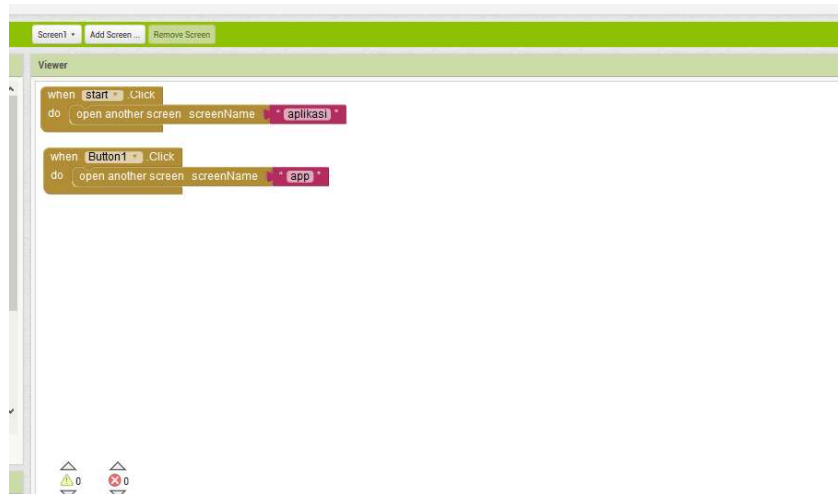 Screen1 Add Screen ... Remove Screen
Viewer
when start .Click
do open another screen screenName " aplikasi "
when Button1 .Click
do open another screen screenName " app "
0 0